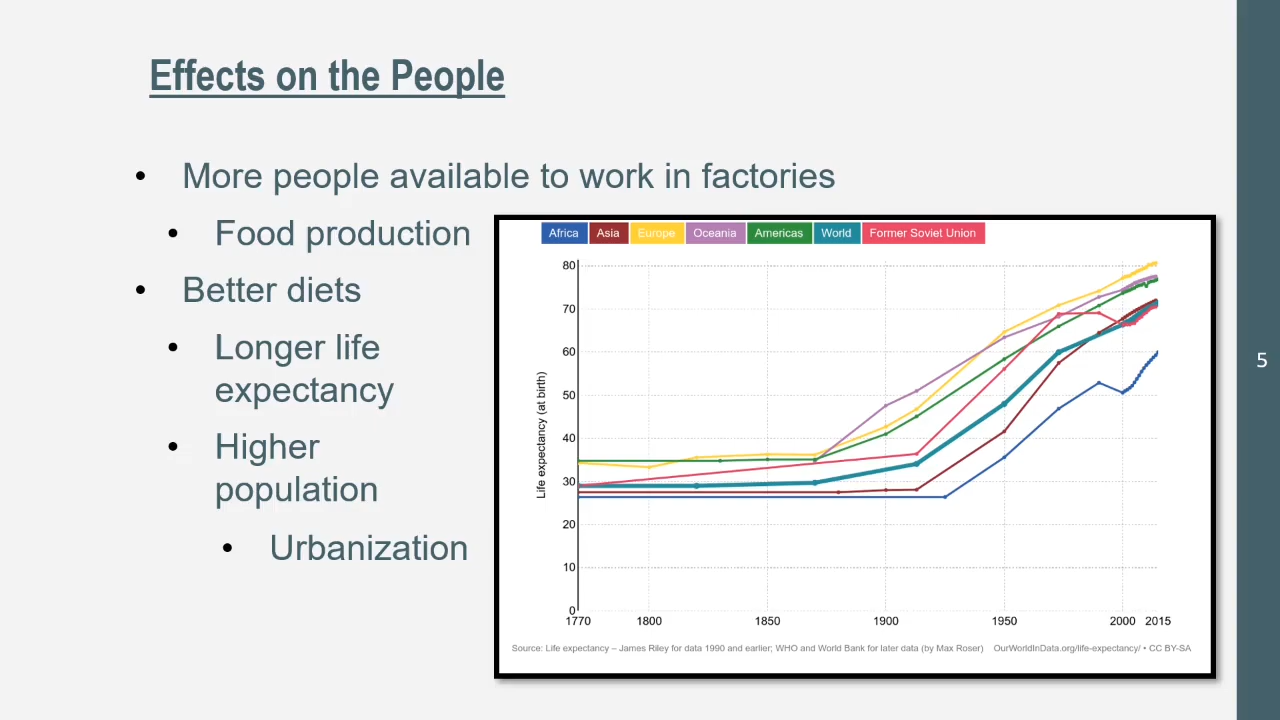 Effects on the People
• More people available to work in factories
• Food production
• Better diets
• Longer life
expectancy
• Higher
population
• Urbanization
Africa Asia Europe Oceania Americas World Former Soviet Union
Life expectancy (at birth)
80
70
60
50
40
30
20
10
0
1770 1800 1850 1900 1950 2000 2015
Source: Life expectancy – James Riley for data 1990 and earlier; WHO and World Bank for later data (by Max Roser) OurWorldInData.org/life-expectancy/ • CC BY-SA
5